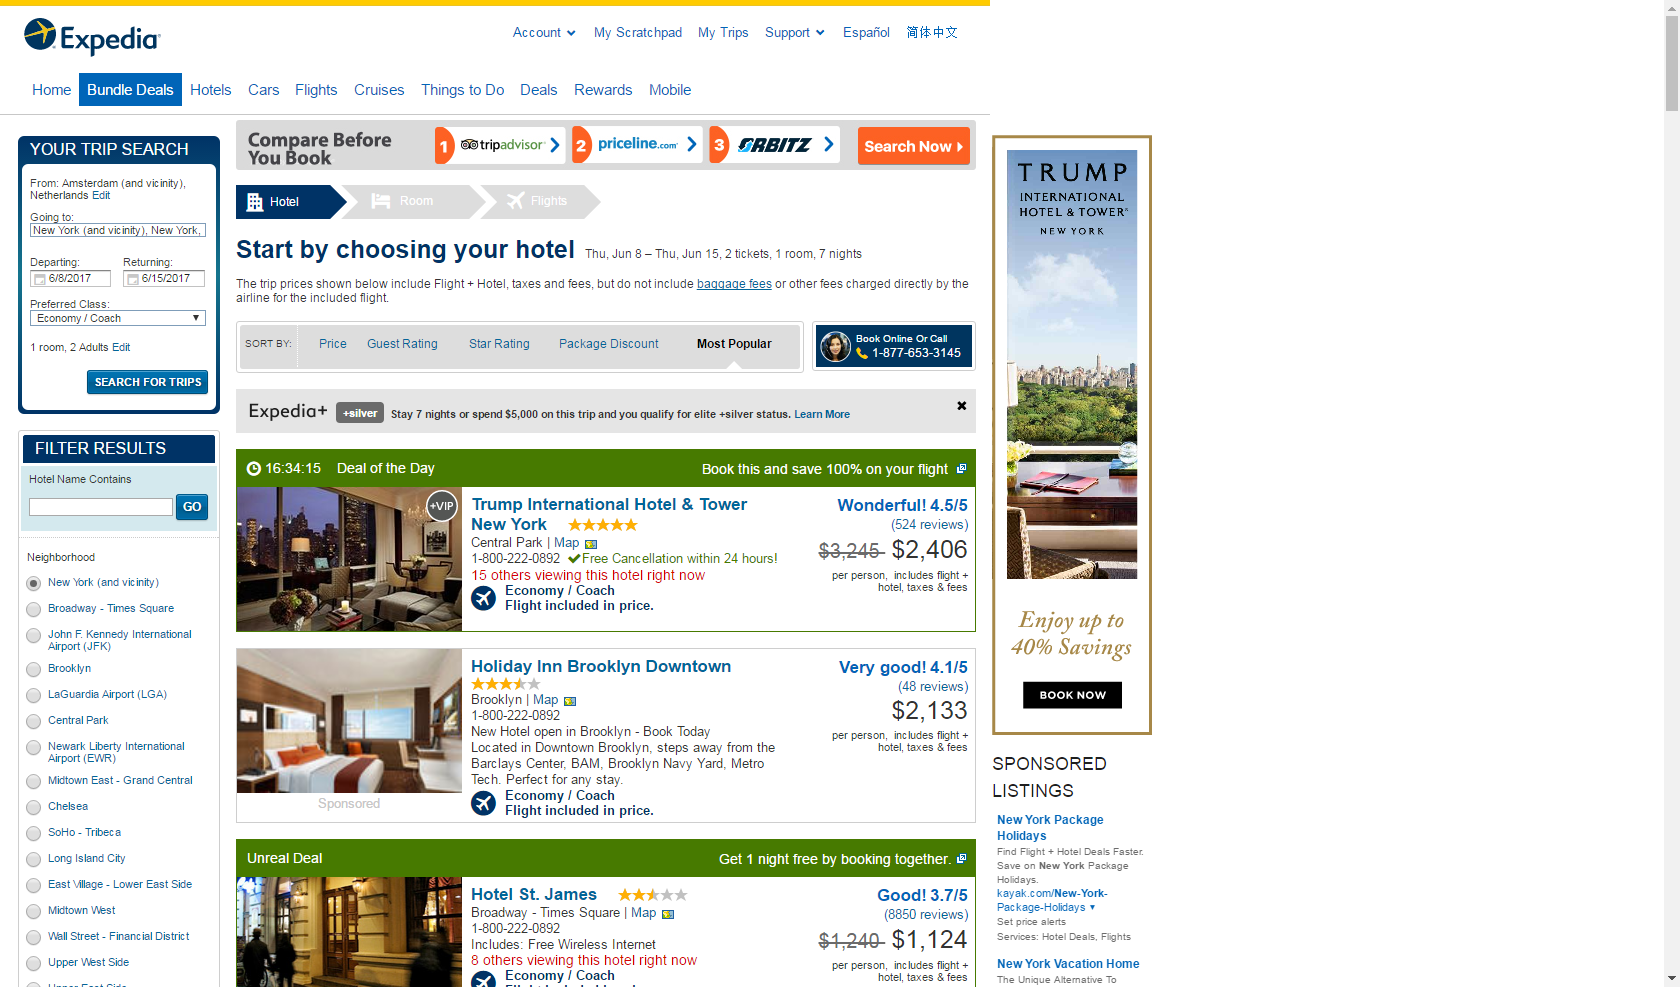 Expedia
Account
My Scratchpad
My Trips
Support
Español
简体中文
Home
Bundle Deals
Hotels
Cars
Flights
Cruises
Things to Do
Deals
Rewards
Mobile
YOUR TRIP SEARCH
From: Amsterdam (and vicinity),
Netherlands Edit
Going to:
New York (and vicinity), New York,
Departing:
Returning:
6/8/2017
6/15/2017
Preferred Class:
Economy / Coach
1 room, 2 Adults Edit
SEARCH FOR TRIPS
FILTER RESULTS
Hotel Name Contains
GO
Neighborhood
New York (and vicinity)
Broadway - Times Square
John F. Kennedy International
Airport (JFK)
Brooklyn
LaGuardia Airport (LGA)
Central Park
Newark Liberty International
Airport (EWR)
Midtown East - Grand Central
Chelsea
SoHo - Tribeca
Long Island City
East Village - Lower East Side
Midtown West
Wall Street - Financial District
Upper West Side
Upper East Side
Compare Before
You Book
1 tripadvisor
2 priceline.com
3 ORBITZ
Search Now
Hotel
Room
Flights
Start by choosing your hotel
Thu, Jun 8 – Thu, Jun 15, 2 tickets, 1 room, 7 nights
The trip prices shown below include Flight + Hotel, taxes and fees, but do not include baggage fees or other fees charged directly by the
airline for the included flight.
SORT BY:
Price
Guest Rating
Star Rating
Package Discount
Most Popular
Book Online Or Call
1-877-653-3145
Expedia+
+silver
Stay 7 nights or spend $5,000 on this trip and you qualify for elite +silver status. Learn More
16:34:15
Deal of the Day
Book this and save 100% on your flight
+VIP
Trump International Hotel & Tower
New York
Central Park | Map
1-800-222-0892
Free Cancellation within 24 hours!
15 others viewing this hotel right now
Economy / Coach
Flight included in price.
Wonderful! 4.5/5
(524 reviews)
$3,245 $2,406
per person, includes flight +
hotel, taxes & fees
Holiday Inn Brooklyn Downtown
Brooklyn | Map
1-800-222-0892
New Hotel open in Brooklyn - Book Today
Located in Downtown Brooklyn, steps away from the
Barclays Center, BAM, Brooklyn Navy Yard, Metro
Tech. Perfect for any stay.
Economy / Coach
Flight included in price.
Sponsored
Very good! 4.1/5
(48 reviews)
$2,133
per person, includes flight +
hotel, taxes & fees
Unreal Deal
Get 1 night free by booking together.
Hotel St. James
Broadway - Times Square | Map
1-800-222-0892
Includes: Free Wireless Internet
8 others viewing this hotel right now
Economy / Coach
Flight included in price.
Good! 3.7/5
(8850 reviews)
$1,240 $1,124
per person, includes flight +
hotel, taxes & fees
TRUMP
INTERNATIONAL
HOTEL & TOWER
NEW YORK
Enjoy up to
40% Savings
BOOK NOW
SPONSORED
LISTINGS
New York Package
Holidays
Find Flight + Hotel Deals Faster.
Save on New York Package
Holidays.
kayak.com/New-York-
Package-Holidays
Set price alerts
Services: Hotel Deals, Flights
New York Vacation Home
The Unique Alternative To